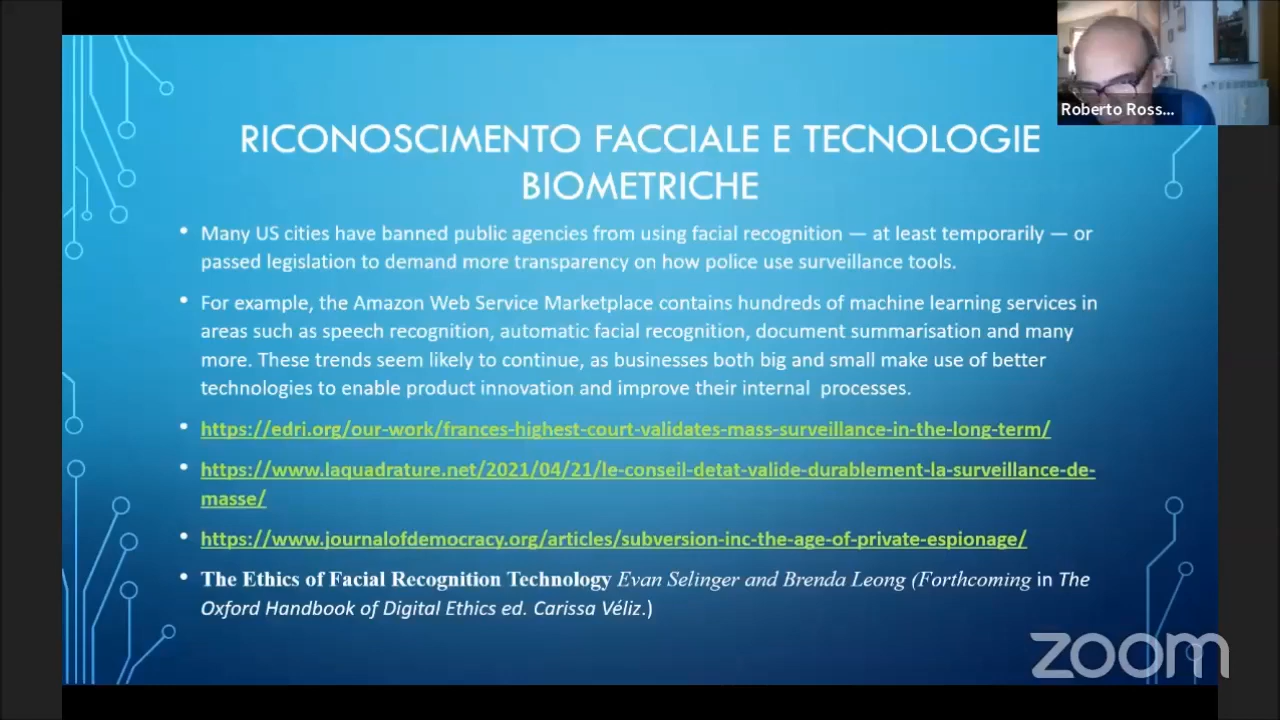 Roberto Ross...
RICONOSCIMENTO FACCIALE E TECNOLOGIE
BIOMETRICHE
• Many US cities have banned public agencies from using facial recognition — at least temporarily — or
passed legislation to demand more transparency on how police use surveillance tools.
• For example, the Amazon Web Service Marketplace contains hundreds of machine learning services in
areas such as speech recognition, automatic facial recognition, document summarisation and many
more. These trends seem likely to continue, as businesses both big and small make use of better
technologies to enable product innovation and improve their internal processes.
• https://edri.org/our-work/frances-highest-court-validates-mass-surveillance-in-the-long-term/
• https://www.laquadrature.net/2021/04/21/le-conseil-detat-valide-durablement-la-surveillance-de-
masse/
• https://www.journalofdemocracy.org/articles/subversion-inc-the-age-of-private-espionage/
• The Ethics of Facial Recognition Technology Evan Selinger and Brenda Leong (Forthcoming in The
Oxford Handbook of Digital Ethics ed. Carissa Véliz.)
zoom